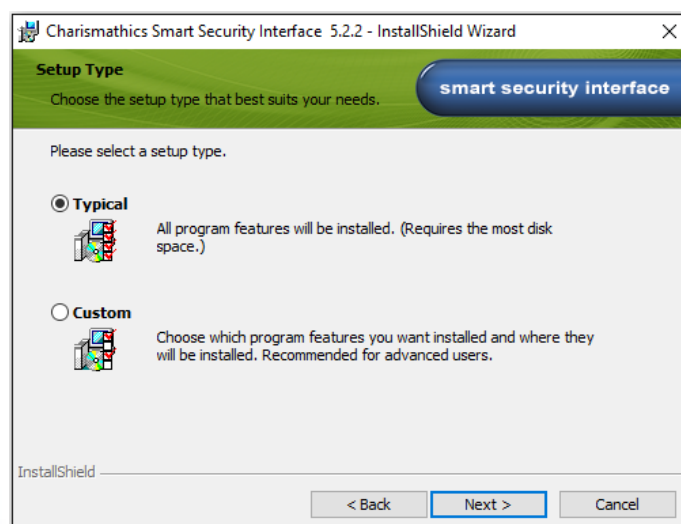 Charismathics Smart Security Interface 5.2.2 - InstallShield Wizard
Setup Type
Choose the setup type that best suits your needs.
smart security interface
Please select a setup type.
Typical
All program features will be installed. (Requires the most disk
space.)
Custom
Choose which program features you want installed and where they
will be installed. Recommended for advanced users.
InstallShield
< Back
Next >
Cancel